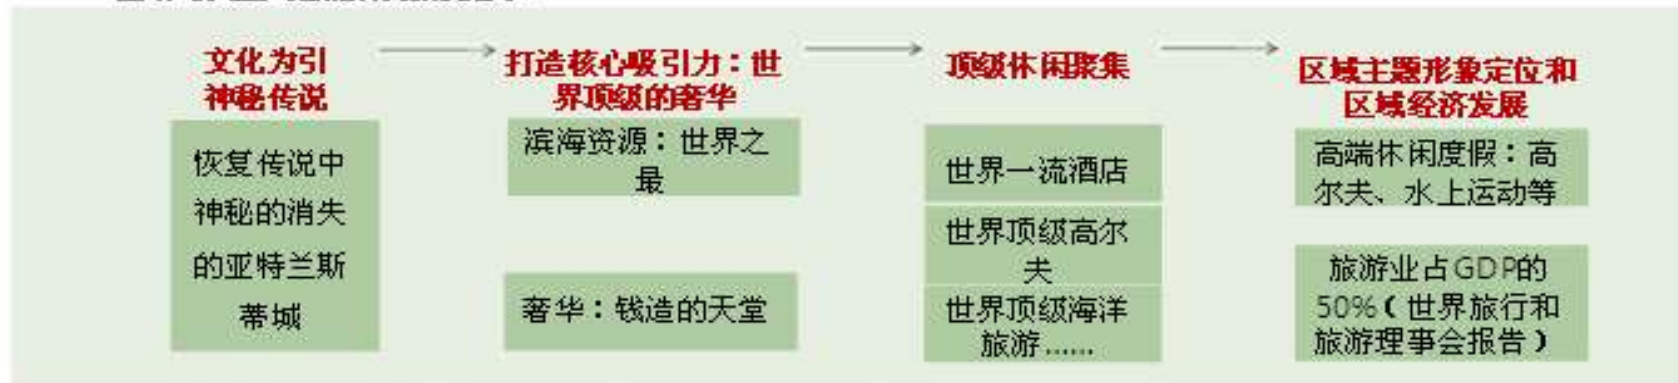 文化为引
神秘传说
恢复传说中
神秘的消失
的亚特兰斯
蒂城
打造核心吸引力：世
界顶级的奢华
滨海资源：世界之
最
奢华：钱造的天堂
顶级休闲聚集
世界一流酒店
世界顶级高尔
夫
世界顶级海洋
旅游……
区域主题形象定位和
区域经济发展
高端休闲度假：高
尔夫、水上运动等
旅游业占GDP的
50%（世界旅行和
旅游理事会报告）